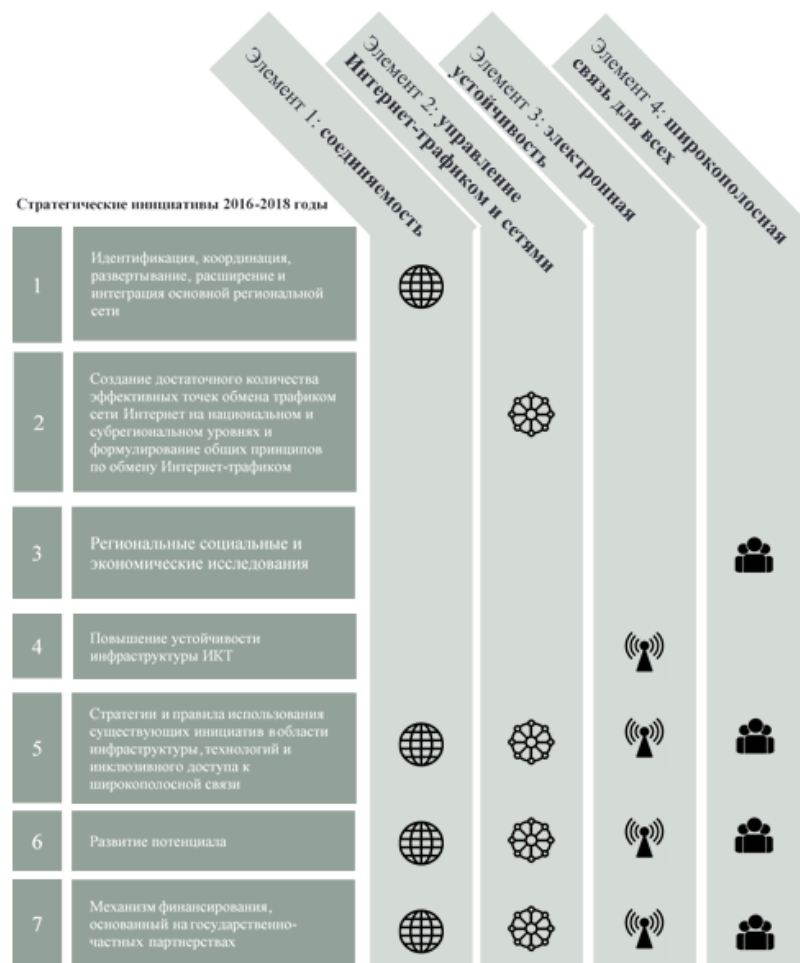 Элемент 1: соединяемость
Элемент 2: управление
Интернет-трафиком и сетями
Элемент 3: электронная
устойчивость
Элемент 4: широкополосная
связь для всех
Стратегические инициативы 2016-2018 годы
1
Идентификация, координация,
развертывание, расширение и
интеграция основной региональной
сети
2
Создание достаточного количества
эффективных точек обмена трафиком
сети Интернет на национальном и
субрегиональном уровнях и
формулирование общих принципов
по обмену Интернет-трафиком
3
Региональные социальные и
экономические исследования
4
Повышение устойчивости
инфраструктуры ИКТ
5
Стратегии и правила использования
существующих инициатив вобласти
инфраструктуры, технологий и
инклюзивного доступа к
широкополосной связи
6
Развитие потенциала
7
Механизм финансирования,
основанный на государственно-
частных партнерствах